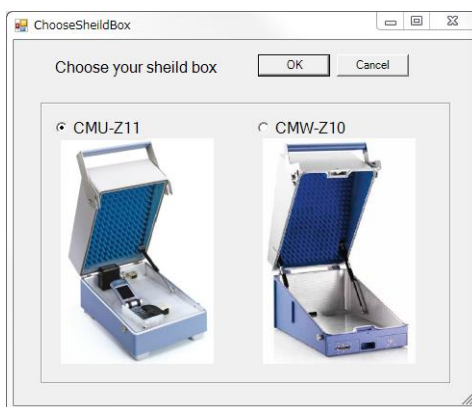 ChooseSheildBox
Choose your sheild box
OK
Cancel
CMU-Z11
CMW-Z10